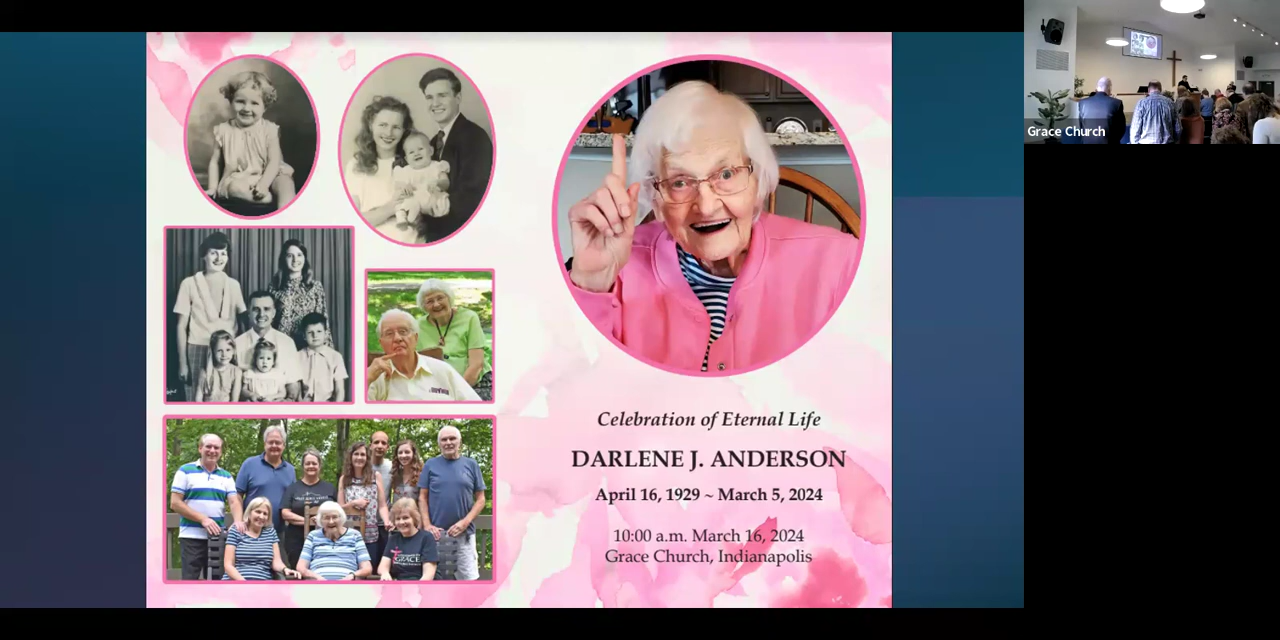 Celebration of Eternal Life
DARLENE J. ANDERSON
April 16, 1929 ~ March 5, 2024
10:00 a.m. March 16, 2024
Grace Church, Indianapolis
GRACE
Grace Church